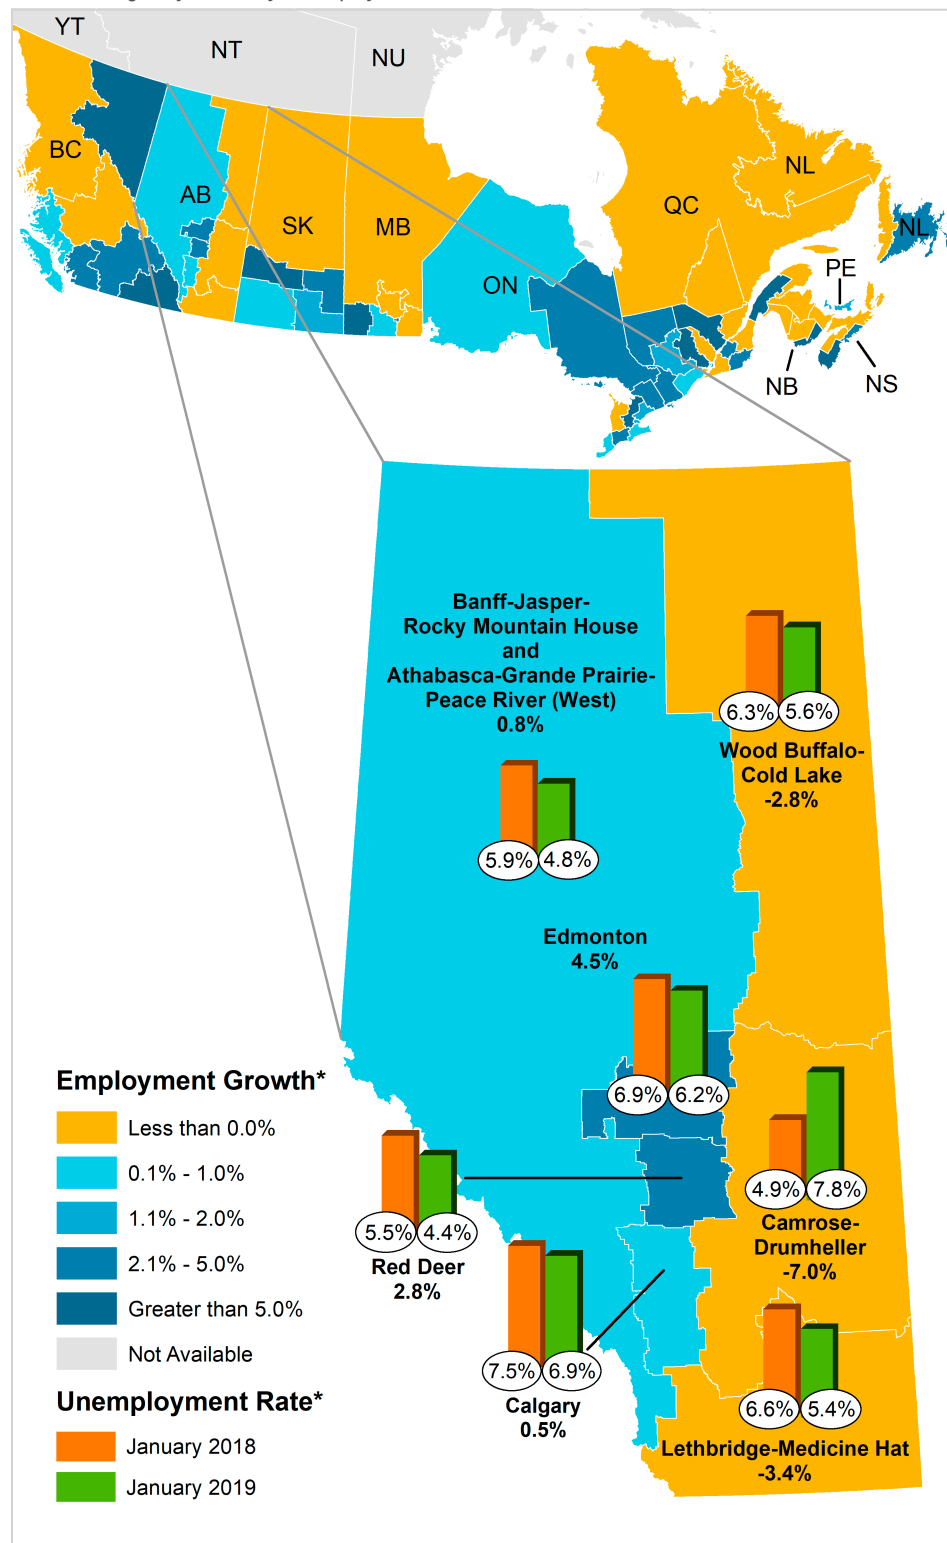 YT
NT
NU
BC
AB
SK
MB
ON
QC
NL
NL
PE
NB
NS
Banff-Jasper-
Rocky Mountain House
and
Athabasca-Grande Prairie-
Peace River (West)
0.8%
5.9% 4.8%
6.3% 5.6%
Wood Buffalo-
Cold Lake
-2.8%
Edmonton
4.5%
6.9% 6.2%
4.9% 7.8%
Camrose-
Drumheller
-7.0%
5.5% 4.4%
Red Deer
2.8%
7.5% 6.9%
Calgary
0.5%
6.6% 5.4%
Lethbridge-Medicine Hat
-3.4%
Employment Growth*
Less than 0.0%
0.1% - 1.0%
1.1% - 2.0%
2.1% - 5.0%
Greater than 5.0%
Not Available
Unemployment Rate*
January 2018
January 2019